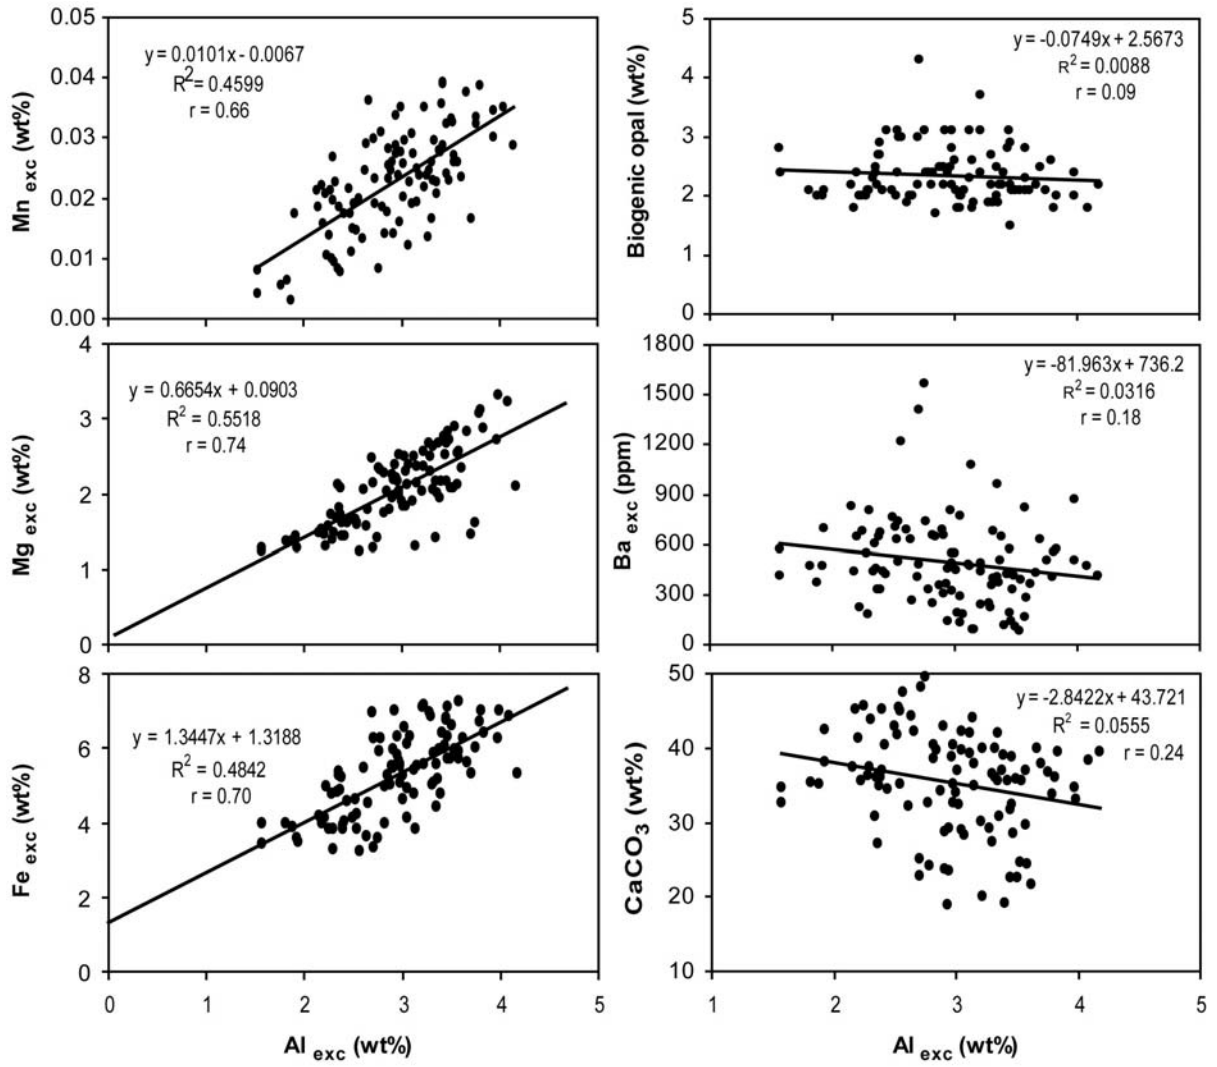 0.05
0.04
0.03
0.02
0.01
0.00
Mn exc (wt%)
y = 0.0101x - 0.0067
R2 = 0.4599
r = 0.66
5
4
3
2
1
0
Biogenic opal (wt%)
y = -0.0749x + 2.5673
R2 = 0.0088
r = 0.09
4
3
2
1
0
Mg exc (wt%)
y = 0.6654x + 0.0903
R2 = 0.5518
r = 0.74
1800
1500
1200
900
600
300
0
Ba exc (ppm)
y = -81.963x + 736.2
R2 = 0.0316
r = 0.18
8
6
4
2
0
Fe exc (wt%)
y = 1.3447x + 1.3188
R2 = 0.4842
r = 0.70
0 1 2 3 4 5
Al exc (wt%)
50
40
30
20
10
CaCO3 (wt%)
y = -2.8422x + 43.721
R2 = 0.0555
r = 0.24
1 2 3 4 5
Al exc (wt%)